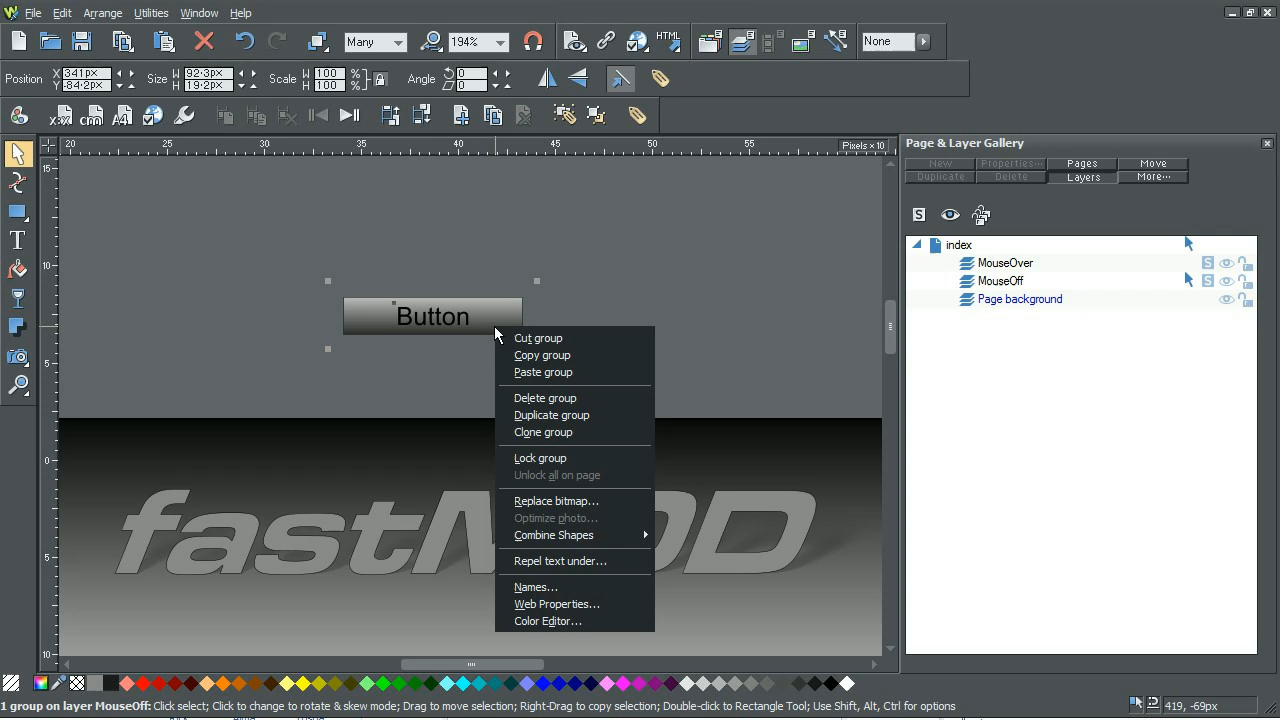 File Edit Arrange Utilities Window Help
Many 194% HTML None
Position X 341px Size W 92·3px Scale W 100 % Angle 0
Y -84·2px H 19·2px H 100 % 0
20 30 35 40 45 50 55 Pixels × 10
15
10
5
0
5
10
Button
Cut group
Copy group
Paste group
Delete group
Duplicate group
Clone group
Lock group
Unlock all on page
Replace bitmap...
Optimize photo...
Combine Shapes
Repel text under...
Names...
Web Properties...
Color Editor...
Page & Layer Gallery
New Properties... Pages Move
Duplicate Delete Layers More...
S
index
MouseOver S
MouseOff S
Page background
1 group on layer MouseOff: Click select; Click to change to rotate & skew mode; Drag to move selection; Right-Drag to copy selection; Double-click to Rectangle Tool; Use Shift, Alt, Ctrl for options
419, -69px